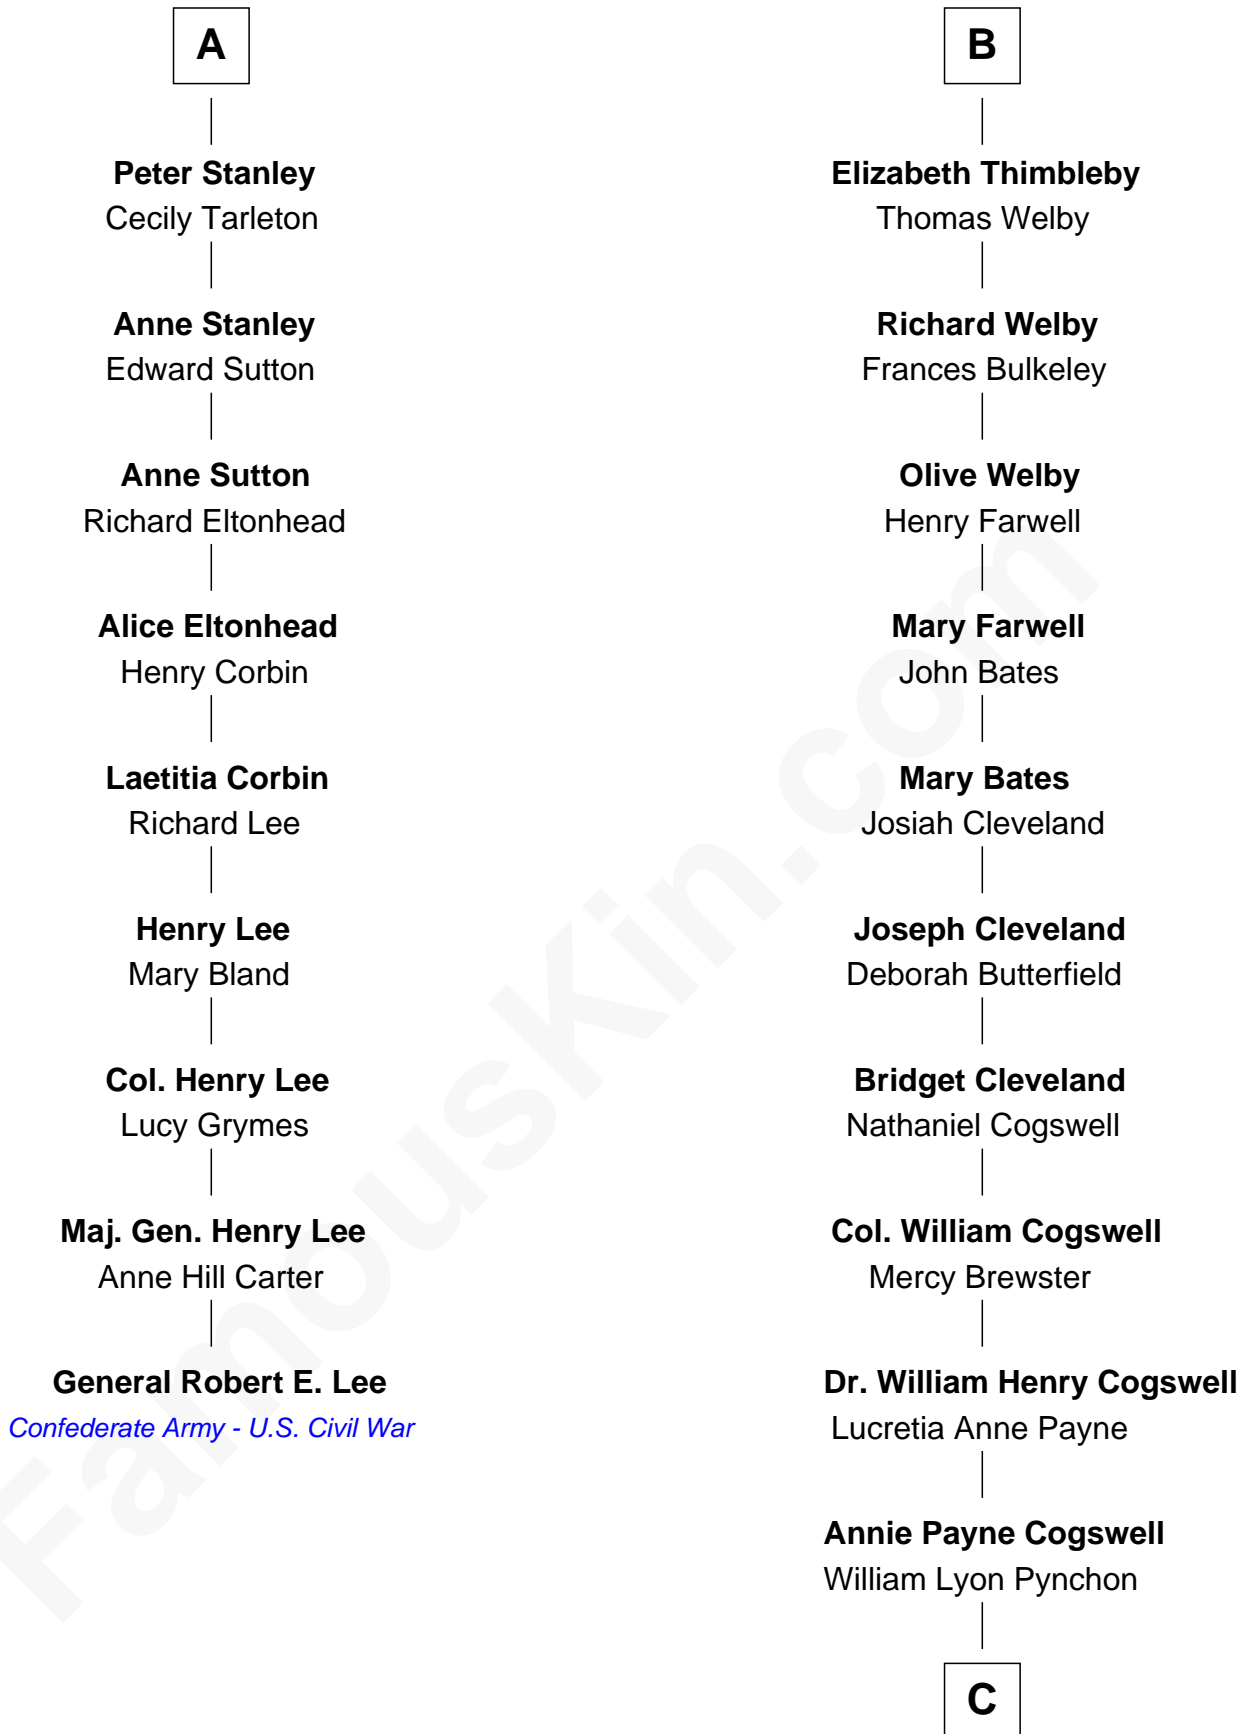 A
Peter Stanley
Cecily Tarleton
Anne Stanley
Edward Sutton
Anne Sutton
Richard Eltonhead
Alice Eltonhead
Henry Corbin
Laetitia Corbin
Richard Lee
Henry Lee
Mary Bland
Col. Henry Lee
Lucy Grymes
Maj. Gen. Henry Lee
Anne Hill Carter
General Robert E. Lee
Confederate Army - U.S. Civil War
B
Elizabeth Thimbleby
Thomas Welby
Richard Welby
Frances Bulkeley
Olive Welby
Henry Farwell
Mary Farwell
John Bates
Mary Bates
Josiah Cleveland
Joseph Cleveland
Deborah Butterfield
Bridget Cleveland
Nathaniel Cogswell
Col. William Cogswell
Mercy Brewster
Dr. William Henry Cogswell
Lucretia Anne Payne
Annie Payne Cogswell
William Lyon Pynchon
C
FamousKin.com